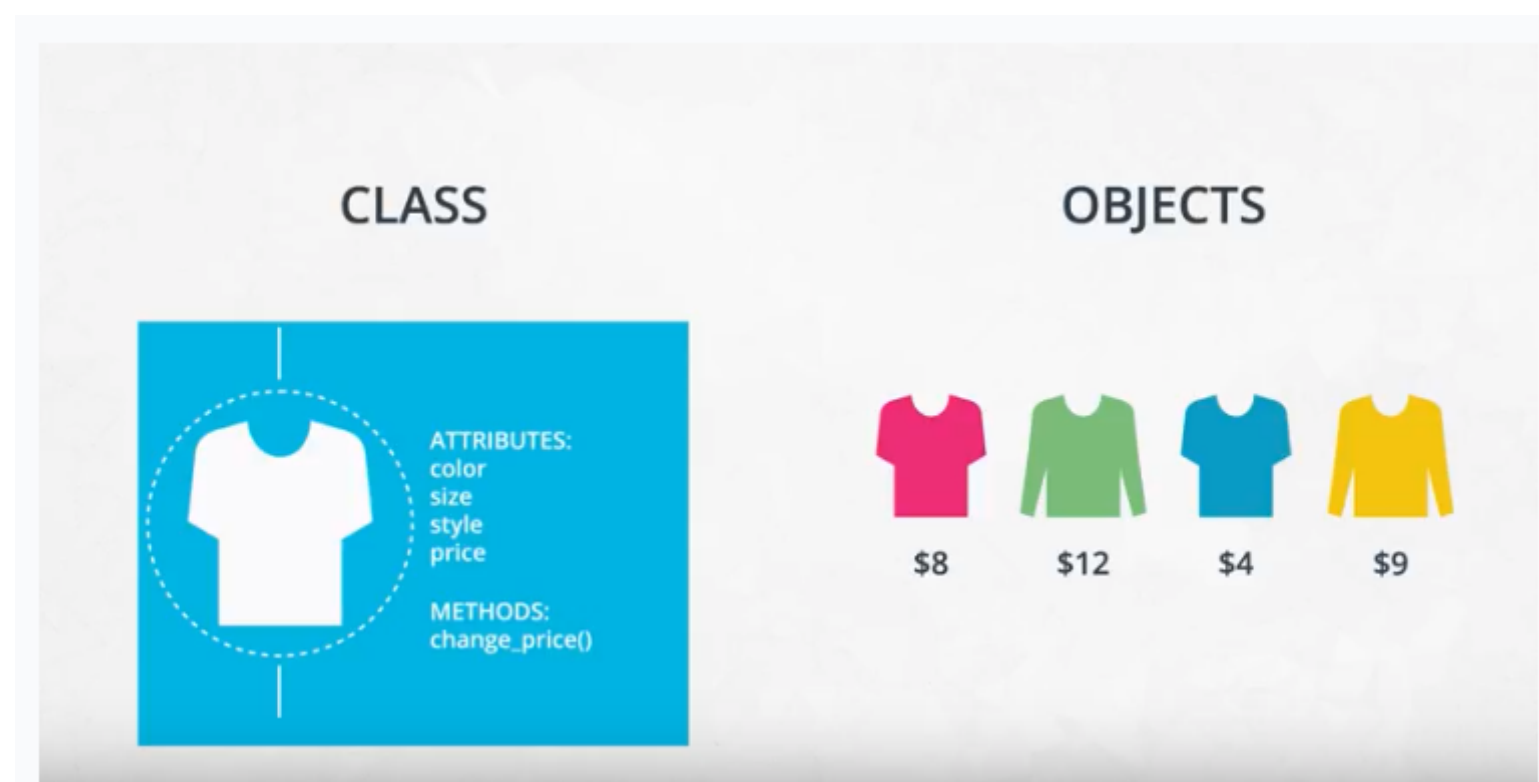 CLASS
OBJECTS
ATTRIBUTES:
color
size
style
price
METHODS:
change_price()
$8
$12
$4
$9